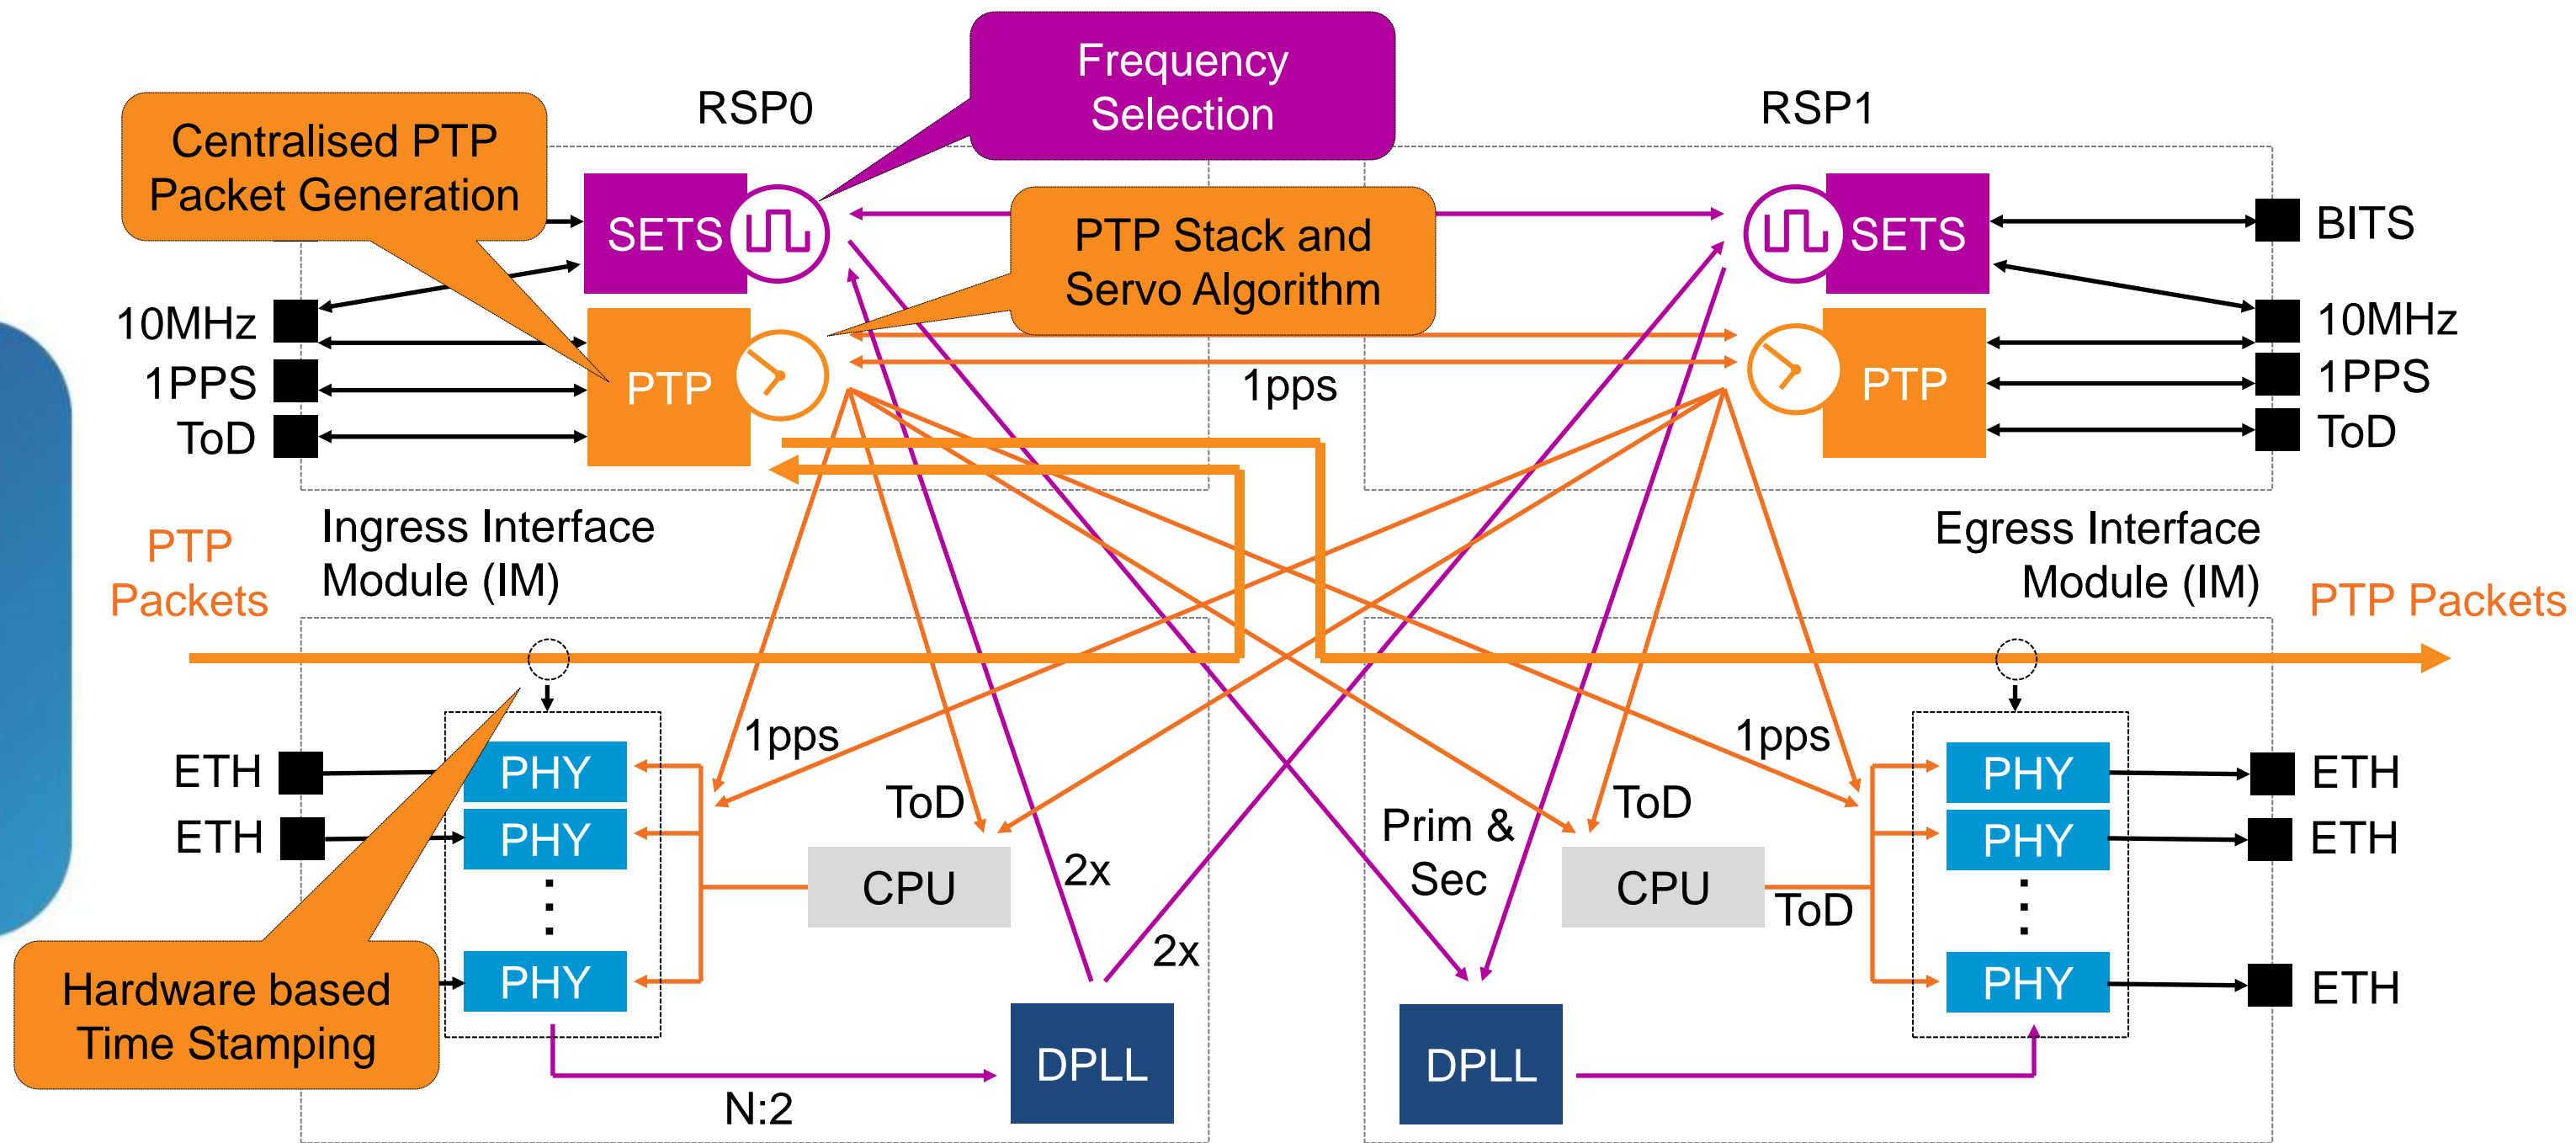 Frequency
Selection
RSP0
RSP1
Centralised PTP
Packet Generation
SETS
PTP Stack and
Servo Algorithm
SETS
BITS
10MHz
10MHz
1PPS
PTP
1pps
PTP
1PPS
ToD
ToD
Ingress Interface
Module (IM)
Egress Interface
Module (IM)
PTP
Packets
PTP Packets
1pps
1pps
ETH
PHY
ToD
ToD
PHY
ETH
ETH
PHY
Prim &
Sec
PHY
ETH
CPU
2x
CPU
ToD
2x
Hardware based
Time Stamping
PHY
PHY
ETH
DPLL
DPLL
N:2